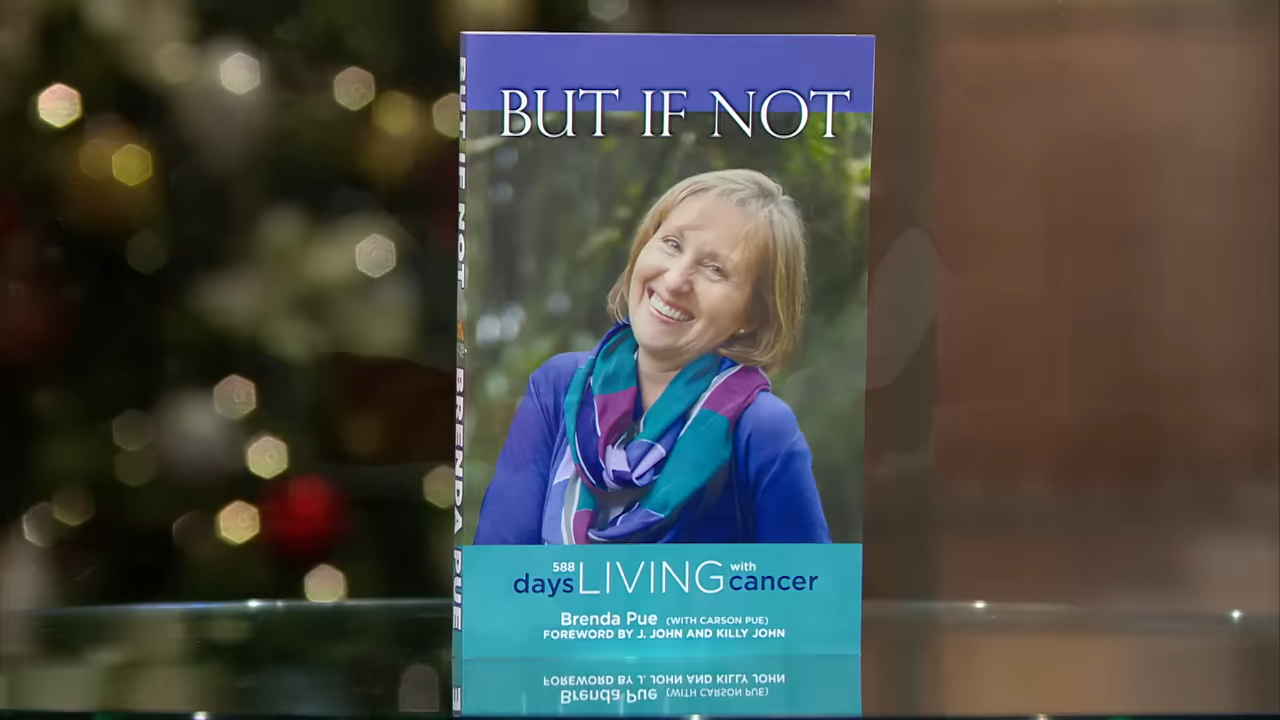 BUT IF NOT
588 days LIVING with cancer
Brenda Pue (WITH CARSON PUE)
FOREWORD BY J. JOHN AND KILLY JOHN
BUT IF NOT BRENDA PUE